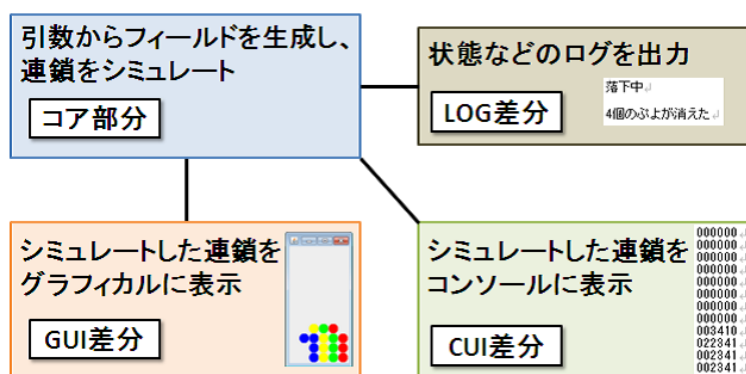 引数からフィールドを生成し、
連鎖をシミュレート
コア部分
状態などのログを出力
LOG差分
落下中
4個のぷよが消えた
シミュレートした連鎖を
グラフィカルに表示
GUI差分
シミュレートした連鎖を
コンソールに表示
CUI差分
000000
000000
000000
000000
000000
000000
000000
000000
003410
022341
002341
002341